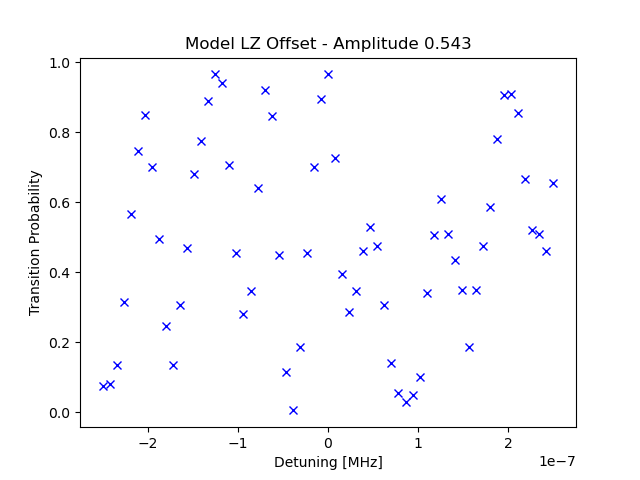 Model LZ Offset - Amplitude 0.543
1.0
0.8
0.6
0.4
0.2
0.0
Transition Probability
−2
−1
0
1
2
Detuning [MHz]
1e−7